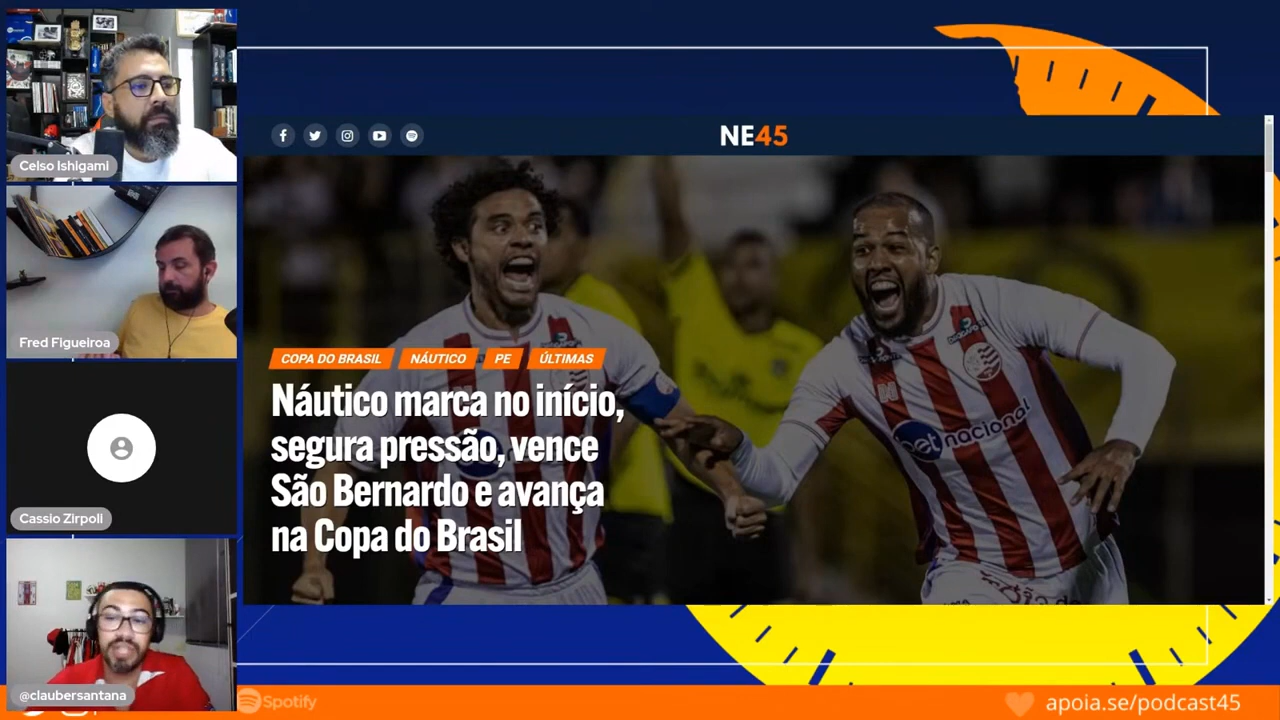 Celso Ishigami
Fred Figueiroa
Cassio Zirpoli
@claubersantana
NE45
COPA DO BRASIL
NÁUTICO
PE
ÚLTIMAS
Náutico marca no início,
segura pressão, vence
São Bernardo e avança
na Copa do Brasil
betnacional
Spotify
apoia.se/podcast45